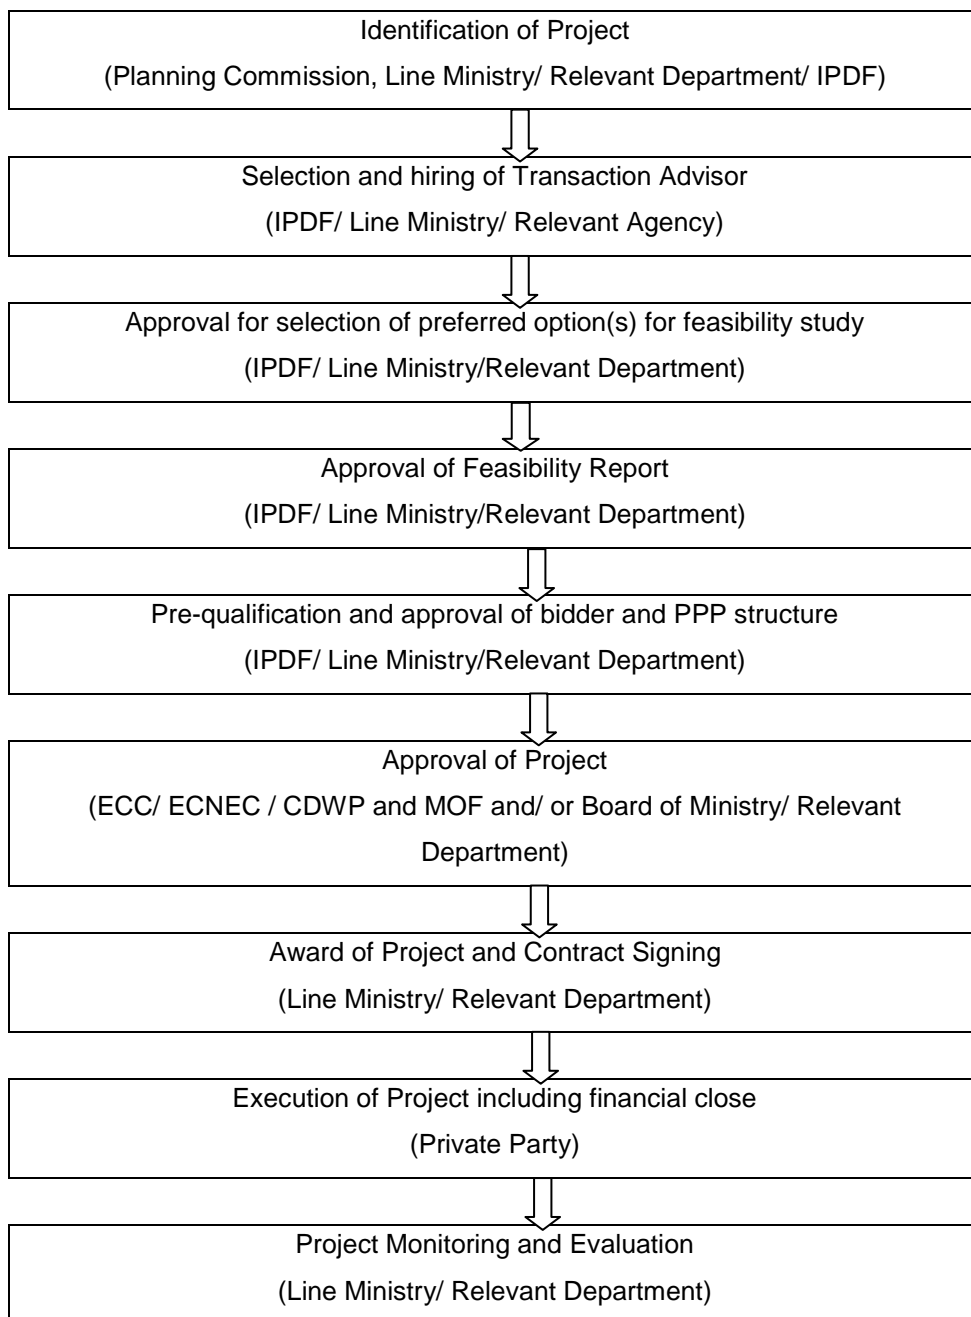 Identification of Project
(Planning Commission, Line Ministry/ Relevant Department/ IPDF)
Selection and hiring of Transaction Advisor
(IPDF/ Line Ministry/ Relevant Agency)
Approval for selection of preferred option(s) for feasibility study
(IPDF/ Line Ministry/Relevant Department)
Approval of Feasibility Report
(IPDF/ Line Ministry/Relevant Department)
Pre-qualification and approval of bidder and PPP structure
(IPDF/ Line Ministry/Relevant Department)
Approval of Project
(ECC/ ECNEC / CDWP and MOF and/ or Board of Ministry/ Relevant
Department)
Award of Project and Contract Signing
(Line Ministry/ Relevant Department)
Execution of Project including financial close
(Private Party)
Project Monitoring and Evaluation
(Line Ministry/ Relevant Department)